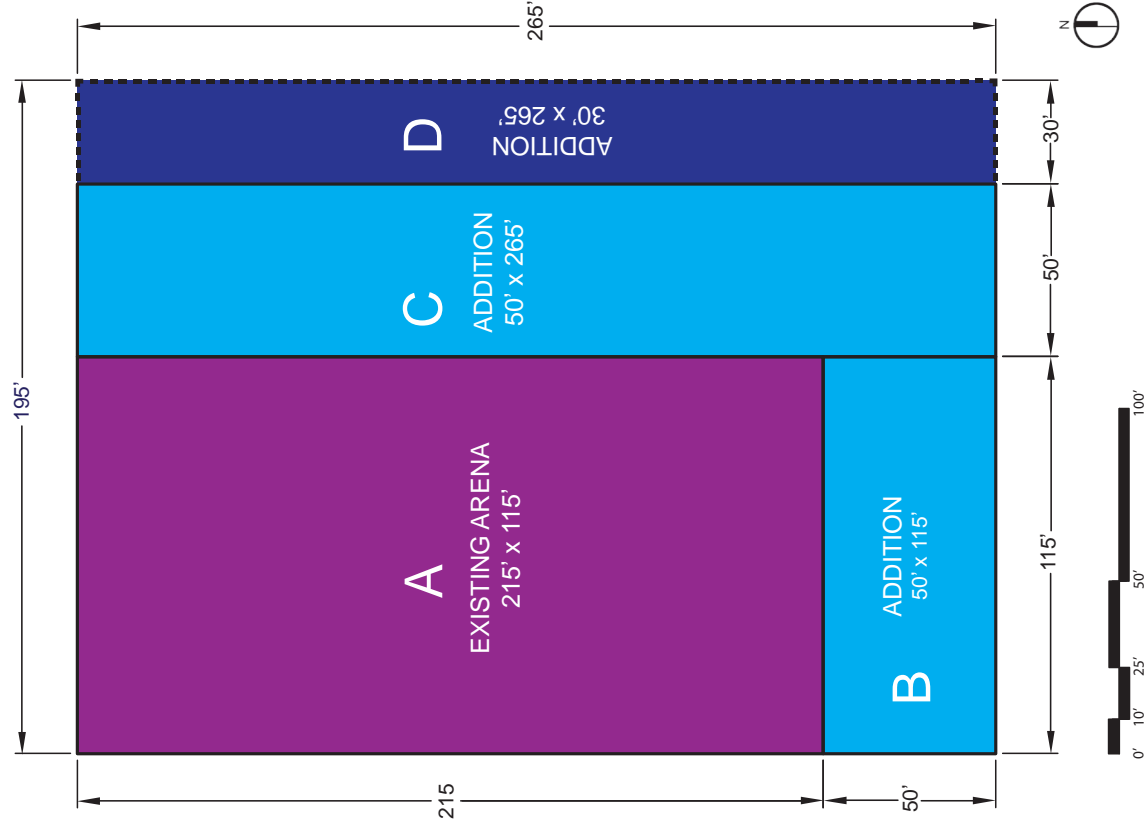 195'
265'
N
D
ADDITION
30' x 265'
C
ADDITION
50' x 265'
A
EXISTING ARENA
215' x 115'
B
ADDITION
50' x 115'
215
50'
115'
50'
30'
0'
10'
25'
50'
100'